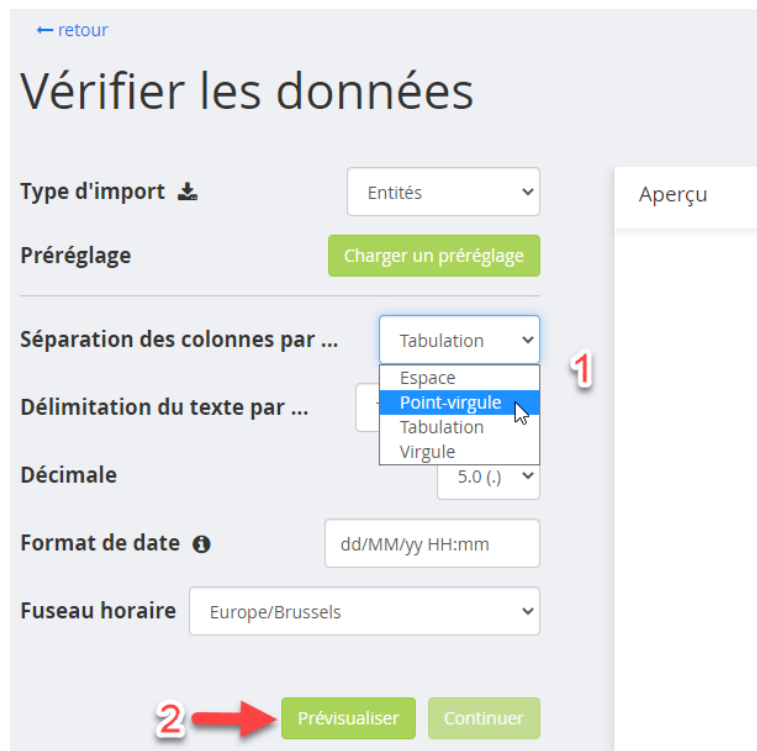 ← retour
Vérifier les données
Type d'import Entités
Aperçu
Préréglage Charger un préréglage
Séparation des colonnes par ... Tabulation
1
Espace
Point-virgule
Tabulation
Virgule
Délimitation du texte par ...
Décimale 5.0 (.)
Format de date dd/MM/yy HH:mm
Fuseau horaire Europe/Brussels
2 Prévisualiser Continuer